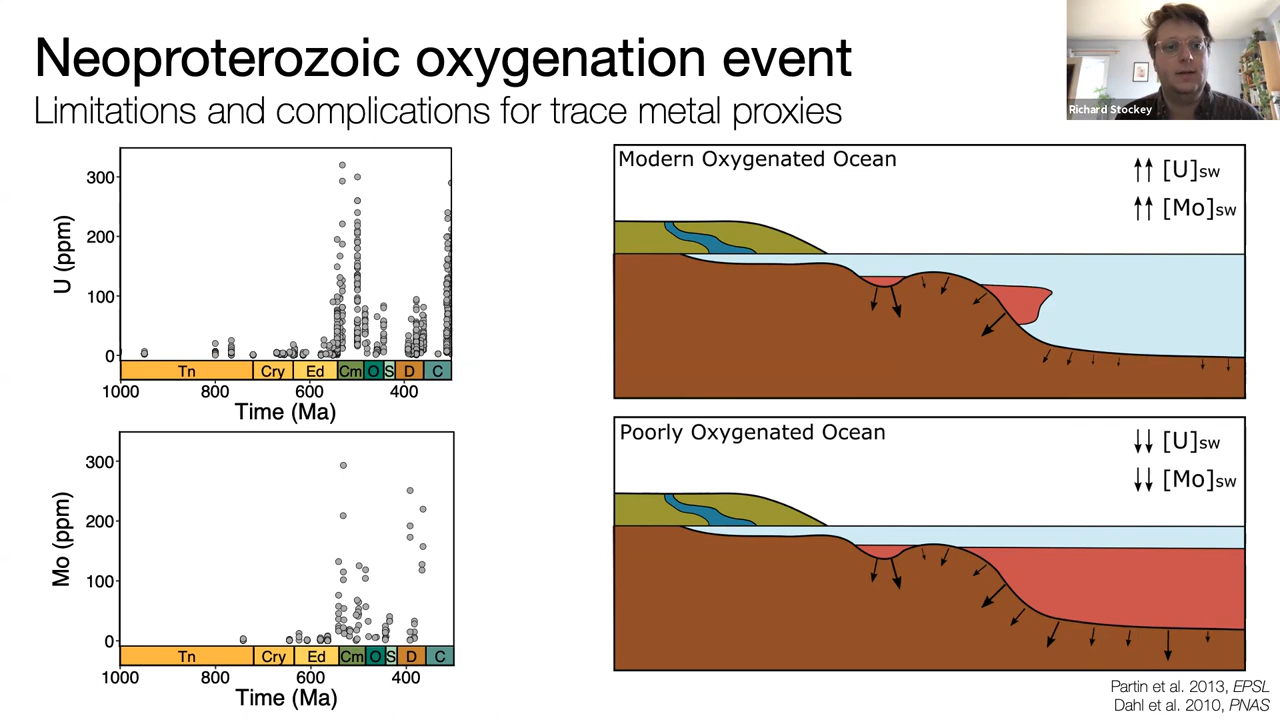 Neoproterozoic oxygenation event
Limitations and complications for trace metal proxies
Richard Stockey
300
200
100
0
U (ppm)
Tn Cry Ed Cm O S D C
1000 800 600 400
Time (Ma)
300
200
100
0
Mo (ppm)
Tn Cry Ed Cm O S D C
1000 800 600 400
Time (Ma)
Modern Oxygenated Ocean
↑↑ [U]sw
↑↑ [Mo]sw
Poorly Oxygenated Ocean
↓↓ [U]sw
↓↓ [Mo]sw
Partin et al. 2013, EPSL
Dahl et al. 2010, PNAS